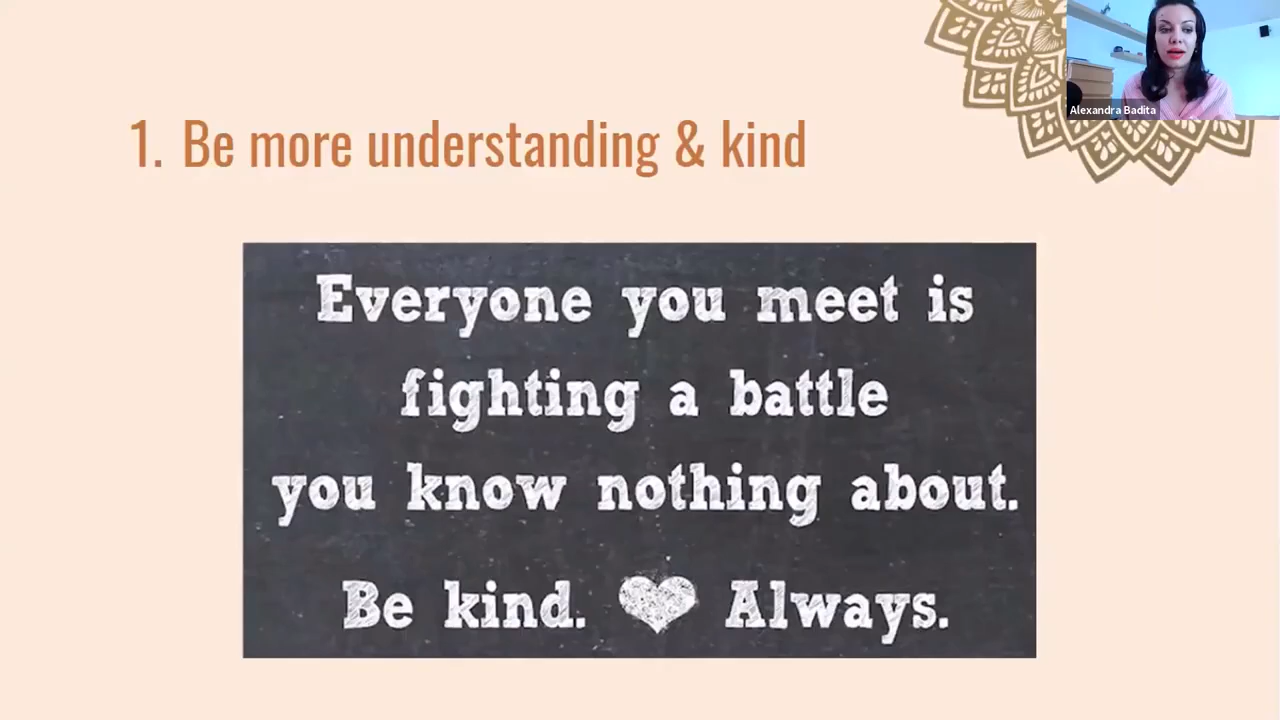 Alexandra Badita
1. Be more understanding & kind
Everyone you meet is
fighting a battle
you know nothing about.
Be kind. Always.